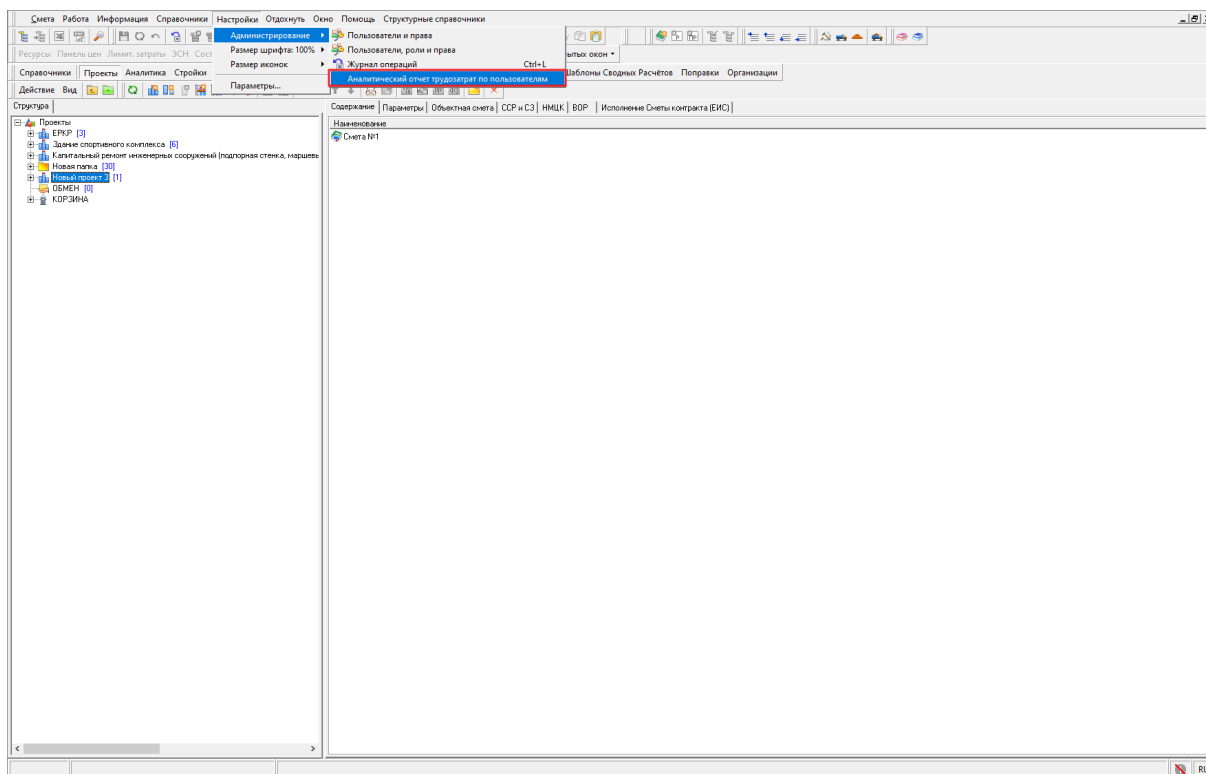 Смета Работа Информация Справочники Настройки Отдохнуть Окно Помощь Структурные справочники
Администрирование
Пользователи и права
Ресурсы Панель цен Лимит. затраты ЭСН
Размер шрифта: 100%
Пользователи, роли и права
ытых окон
Размер иконок
Журнал операций Ctrl+L
Справочники Проекты Аналитика Стройки
Аналитический отчет трудозатрат по пользователям
Шаблоны Сводных Расчётов Поправки Организации
Действие Вид
Параметры...
Структура
Содержание Параметры Объектная смета ССР и СЗ НМЦК ВОР Исполнение Сметы контракта (ЕИС)
Проекты
Наименование
ЕРКР [3]
Смета №1
Здание спортивного комплекса [6]
Капитальный ремонт инженерных сооружений (подпорная стенка, маршевь
Новая папка [30]
Новый проект 3 [1]
ОБМЕН [0]
КОРЗИНА